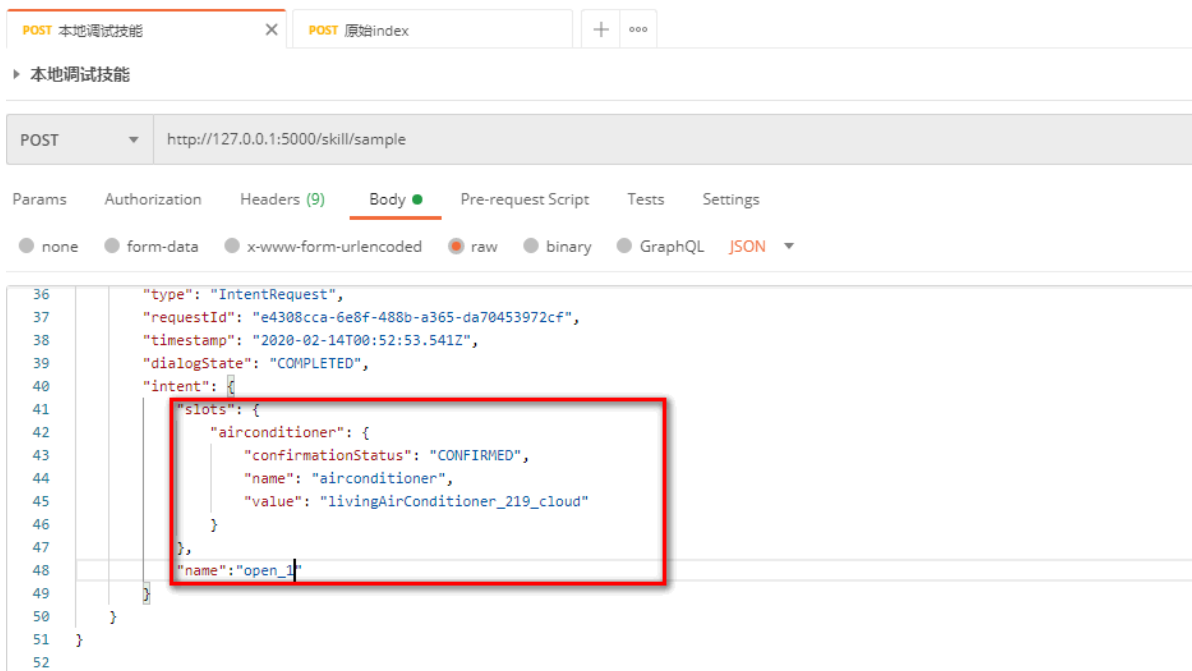 POST 本地调试技能 × POST 原始index + ooo
本地调试技能
POST http://127.0.0.1:5000/skill/sample
Params Authorization Headers (9) Body Pre-request Script Tests Settings
none form-data x-www-form-urlencoded raw binary GraphQL JSON
36 "type": "IntentRequest",
37 "requestId": "e4308cca-6e8f-488b-a365-da70453972cf",
38 "timestamp": "2020-02-14T00:52:53.541Z",
39 "dialogState": "COMPLETED",
40 "intent": {
41 "slots": {
42 "airconditioner": {
43 "confirmationStatus": "CONFIRMED",
44 "name": "airconditioner",
45 "value": "livingAirConditioner_219_cloud"
46 }
47 },
48 "name":"open_1"
49 }
50 }
51 }
52